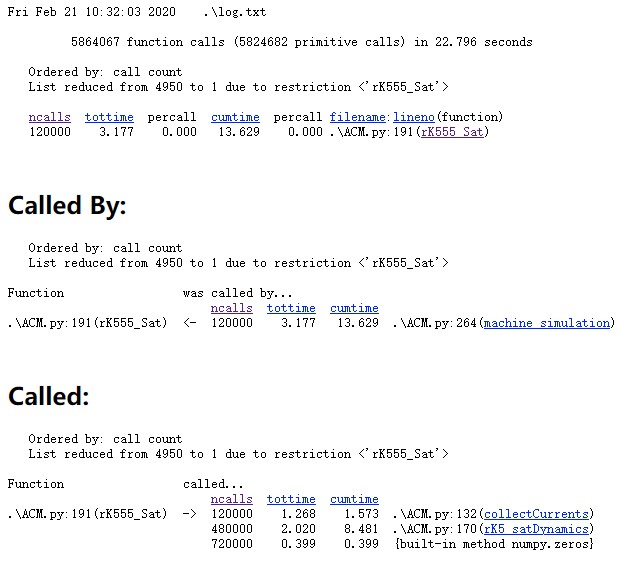 Fri Feb 21 10:32:03 2020    .\log.txt
5864067 function calls (5824682 primitive calls) in 22.796 seconds
Ordered by: call count
List reduced from 4950 to 1 due to restriction <'rK555_Sat'>
ncalls  tottime  percall  cumtime  percall filename:lineno(function)
120000    3.177    0.000   13.629    0.000 .\ACM.py:191(rK555_Sat)
Called By:
Ordered by: call count
List reduced from 4950 to 1 due to restriction <'rK555_Sat'>
Function                  was called by...
ncalls  tottime  cumtime
.\ACM.py:191(rK555_Sat)  <-  120000    3.177   13.629  .\ACM.py:264(machine_simulation)
Called:
Ordered by: call count
List reduced from 4950 to 1 due to restriction <'rK555_Sat'>
Function                  called...
ncalls  tottime  cumtime
.\ACM.py:191(rK555_Sat)  ->  120000    1.268    1.573  .\ACM.py:132(collectCurrents)
480000    2.020    8.481  .\ACM.py:170(rK5_satDynamics)
720000    0.399    0.399  {built-in method numpy.zeros}